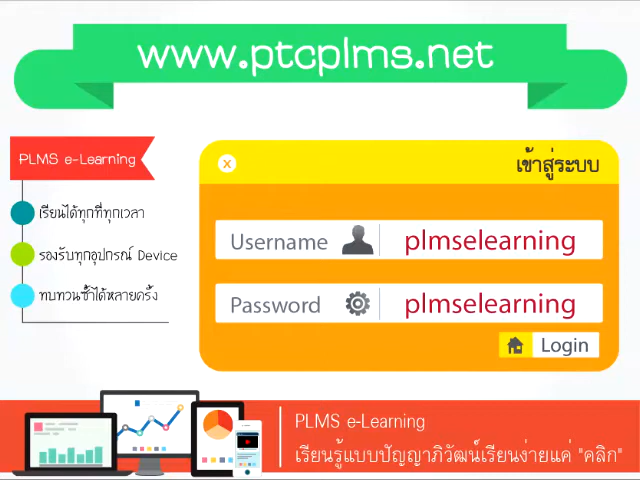 www.ptcplms.net
PLMS e-Learning
เรียนได้ทุกที่ทุกเวลา
รองรับทุกอุปกรณ์ Device
ทบทวนซ้ำได้หลายครั้ง
เข้าสู่ระบบ
Username plmselearning
Password plmselearning
Login
PLMS e-Learning
เรียนรู้แบบปัญญาภิวัฒน์เรียนง่ายแค่ "คลิก"